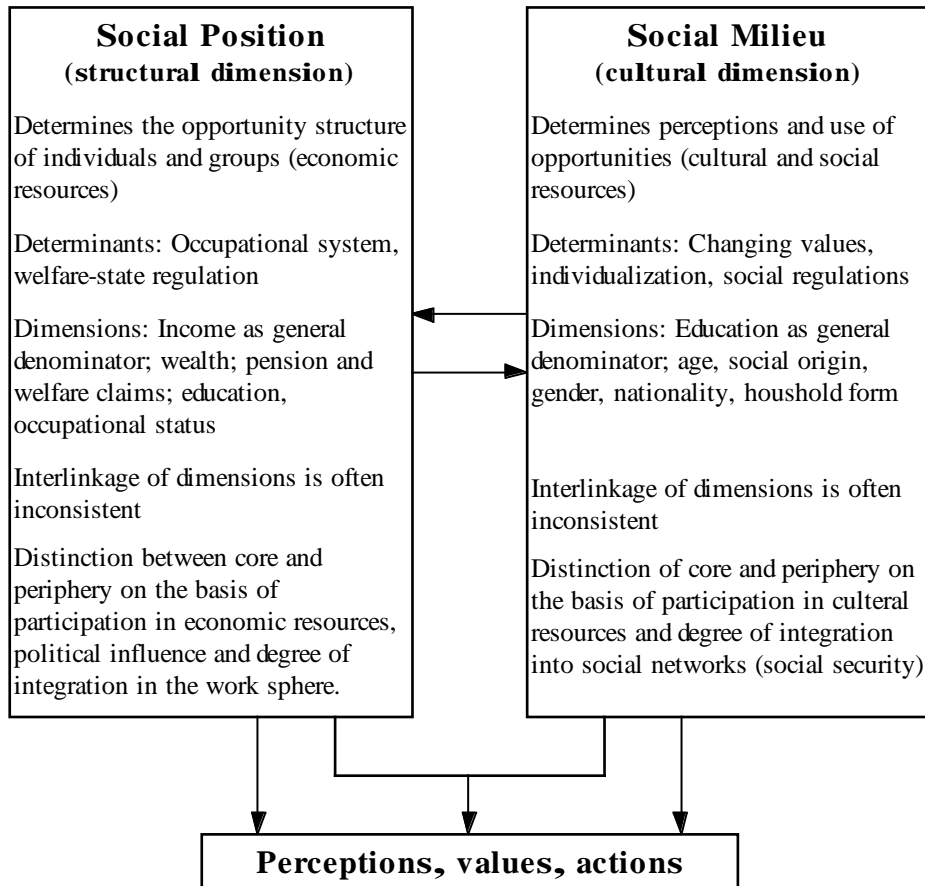 Social Position
(structural dimension)
Determines the opportunity structure
of individuals and groups (economic
resources)
Determinants: Occupational system,
welfare-state regulation
Dimensions: Income as general
denominator; wealth; pension and
welfare claims; education,
occupational status
Interlinkage of dimensions is often
inconsistent
Distinction between core and
periphery on the basis of
participation in economic resources,
political influence and degree of
integration in the work sphere.
Social Milieu
(cultural dimension)
Determines perceptions and use of
opportunities (cultural and social
resources)
Determinants: Changing values,
individualization, social regulations
Dimensions: Education as general
denominator; age, social origin,
gender, nationality, houshold form
Interlinkage of dimensions is often
inconsistent
Distinction of core and periphery on
the basis of participation in culteral
resources and degree of integration
into social networks (social security)
Perceptions, values, actions